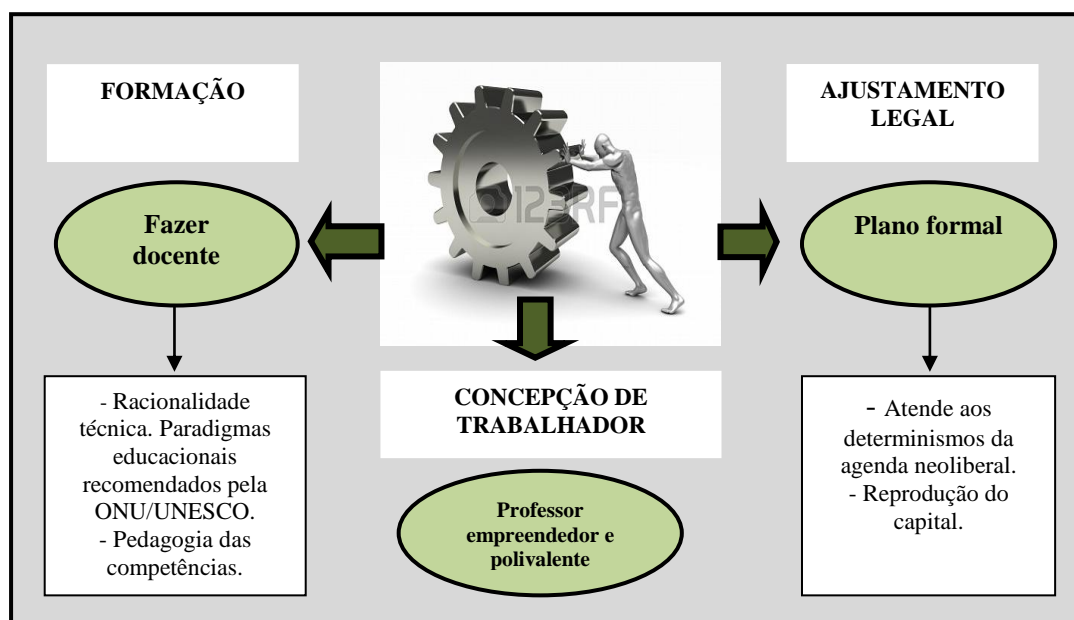 FORMAÇÃO
Fazer
docente
- Racionalidade
técnica. Paradigmas
educacionais
recomendados pela
ONU/UNESCO.
- Pedagogia das
competências.
123RF
CONCEPÇÃO DE
TRABALHADOR
Professor
empreendedor e
polivalente
AJUSTAMENTO
LEGAL
Plano formal
- Atende aos
determinismos da
agenda neoliberal.
- Reprodução do
capital.